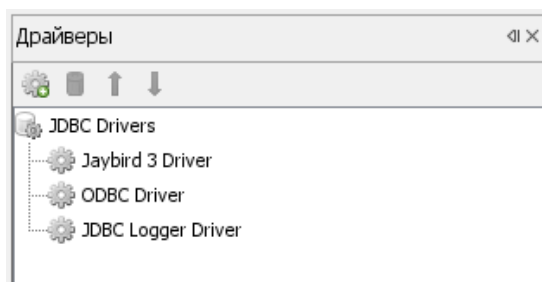 Драйверы
JDBC Drivers
Jaybird 3 Driver
ODBC Driver
JDBC Logger Driver